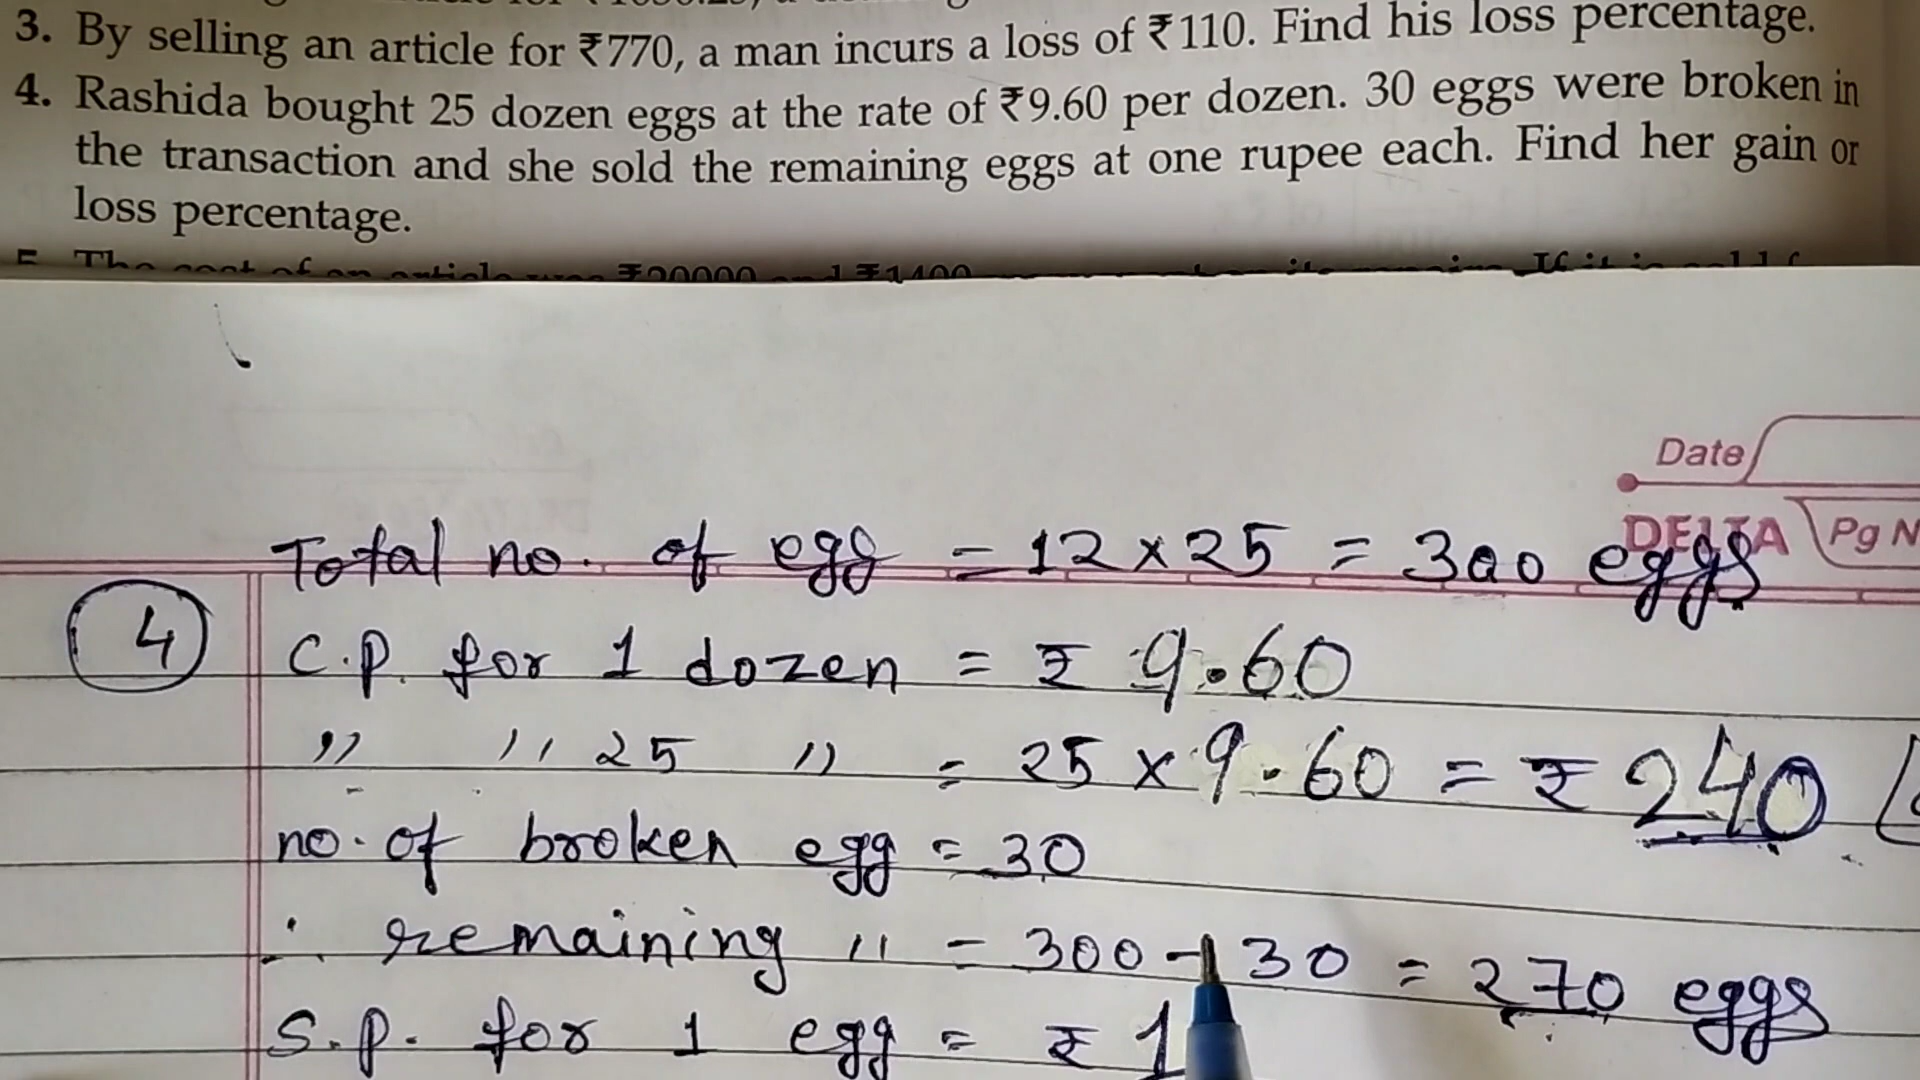 3. By selling an article for ₹770, a man incurs a loss of ₹110. Find his loss percentage.
4. Rashida bought 25 dozen eggs at the rate of ₹9.60 per dozen. 30 eggs were broken in
the transaction and she sold the remaining eggs at one rupee each. Find her gain or
loss percentage.
Date
DELTA Pg N
Total no. of egg = 12 × 25 = 300 eggs
4 C.P. for 1 dozen = ₹ 9.60
" " 25 " = 25 × 9.60 = ₹ 240
no. of broken egg = 30
∴ remaining " = 300 - 30 = 270 eggs
S.P. for 1 egg = ₹ 1